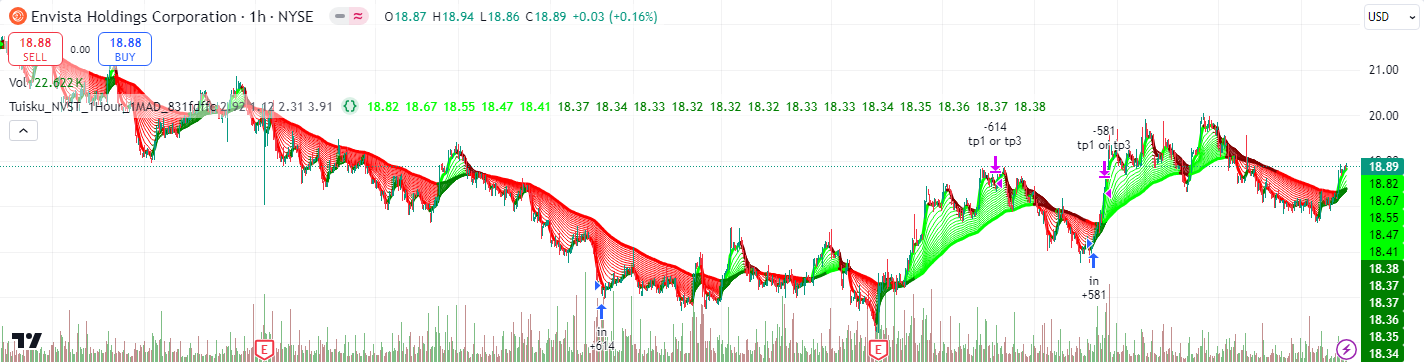 Envista Holdings Corporation · 1h · NYSE O18.87 H18.94 L18.86 C18.89 +0.03 (+0.16%)
USD
18.88
SELL
0.00
18.88
BUY
Vol 22.622 K
Tuisku_NVST_1Hour_1MAD_831fdffc 2.92 1.12 2.31 3.91 {} 18.82 18.67 18.55 18.47 18.41 18.37 18.34 18.33 18.32 18.32 18.32 18.33 18.33 18.34 18.35 18.36 18.37 18.38
21.00
20.00
-614
tp1 or tp3
-581
tp1 or tp3
18.89
18.82
18.67
18.55
18.47
18.41
18.38
18.37
18.37
18.36
18.35
18.34
in
+614
in
+581
E
E